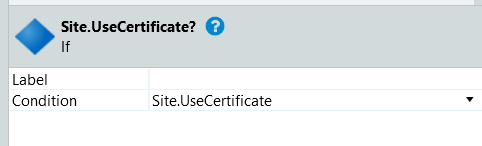 Site.UseCertificate? ?
If
Label
Condition Site.UseCertificate